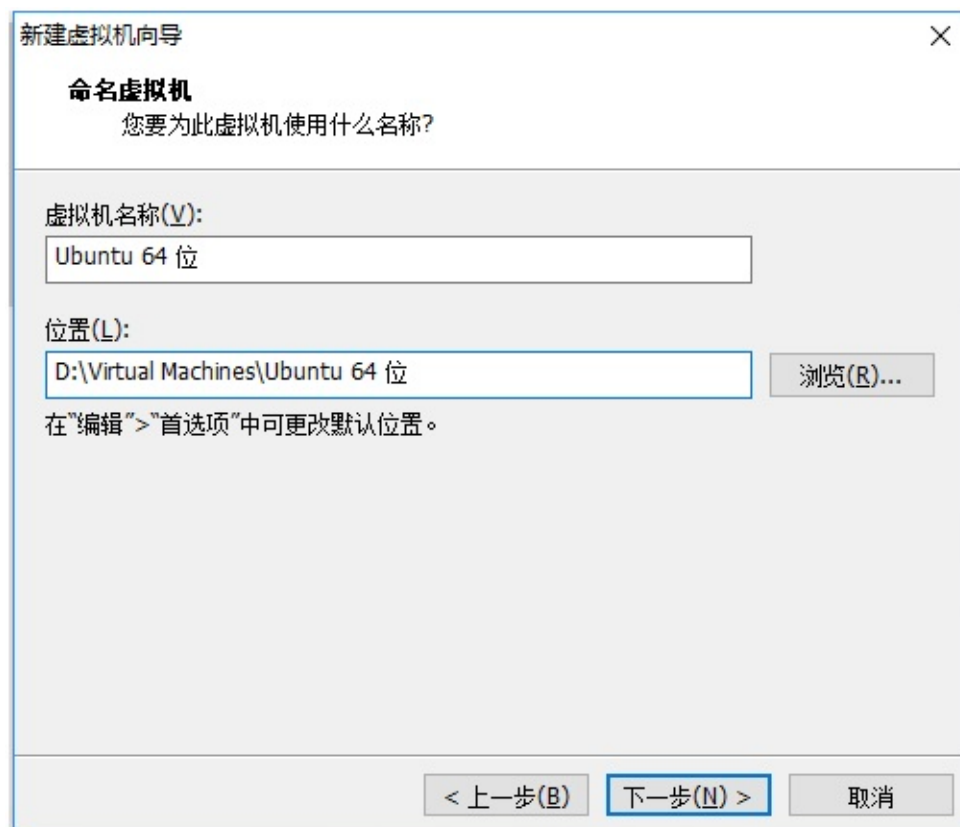 新建虚拟机向导
命名虚拟机
您要为此虚拟机使用什么名称?
虚拟机名称(V):
Ubuntu 64 位
位置(L):
D:\Virtual Machines\Ubuntu 64 位
浏览(R)...
在"编辑">"首选项"中可更改默认位置。
< 上一步(B)
下一步(N) >
取消